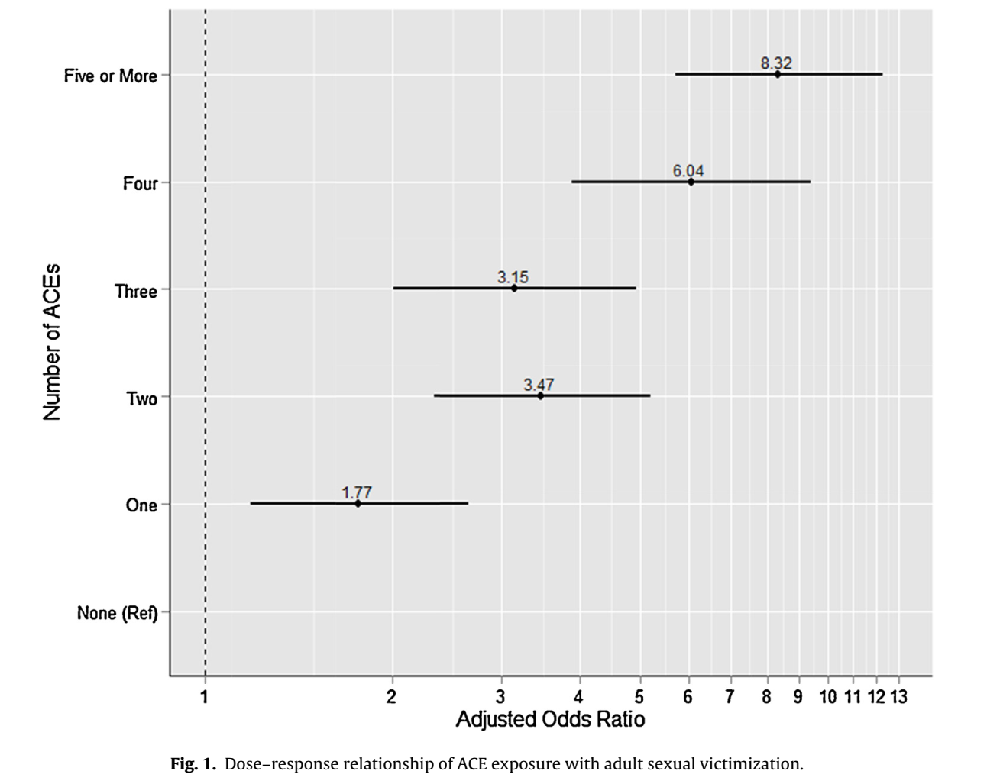 Five or More
8.32
Four
6.04
Three
3.15
Two
3.47
One
1.77
None (Ref)
Number of ACEs
1 2 3 4 5 6 7 8 9 10 11 12 13
Adjusted Odds Ratio
Fig. 1. Dose–response relationship of ACE exposure with adult sexual victimization.